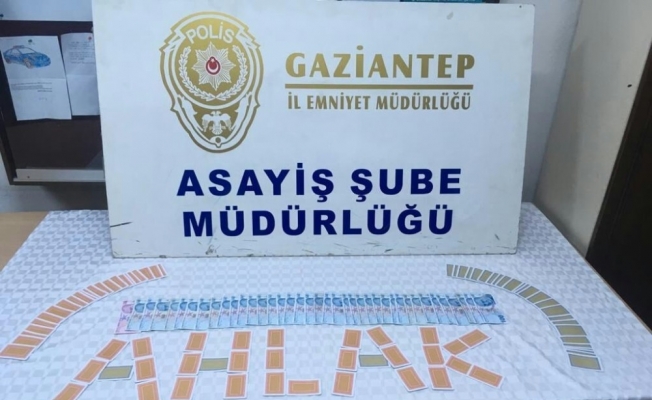 POLİS
GAZİANTEP
İL EMNİYET MÜDÜRLÜĞÜ
ASAYİŞ ŞUBE
MÜDÜRLÜĞÜ
AHLAK